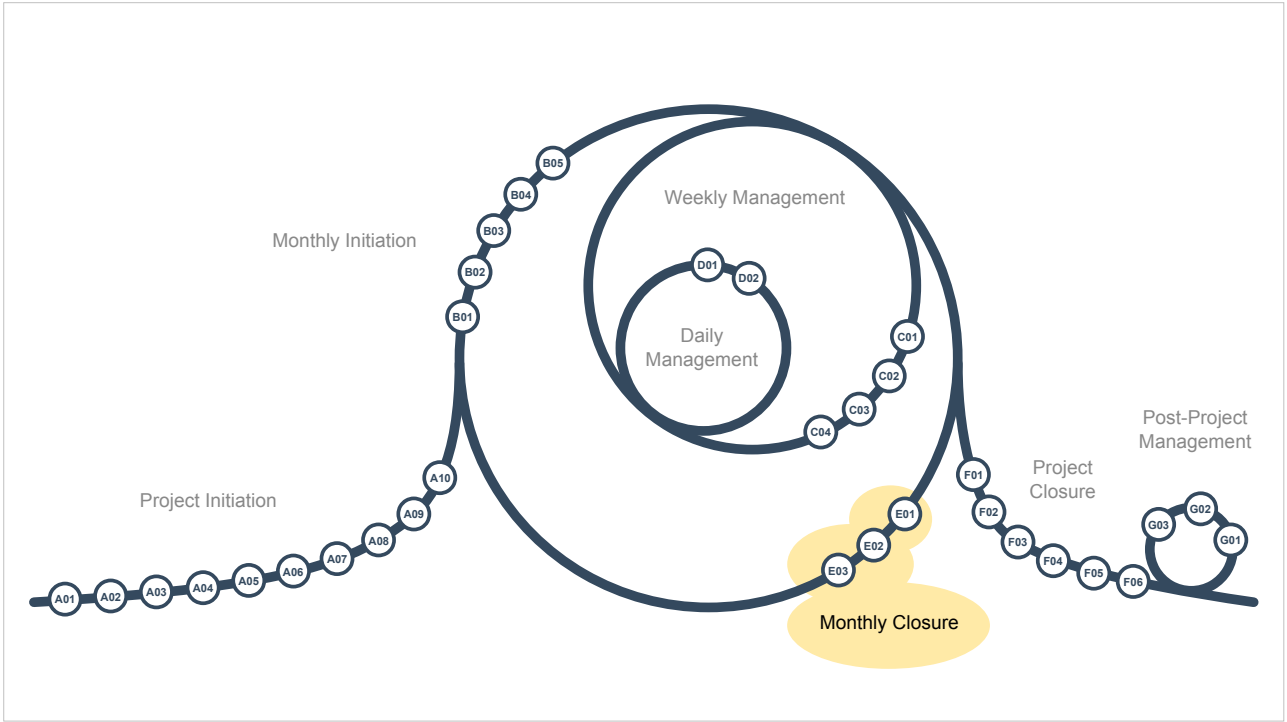 B05
B04
Weekly Management
B03
Monthly Initiation
D01
B02
D02
B01
Daily
Management
C01
C02
C03
C04
Post-Project
Management
A10
F01
Project
Closure
Project Initiation
A09
E01
F02
G02
G03
A08
E02
F03
G01
A07
A06
E03
F04
A05
F05
A04
F06
A03
A02
A01
Monthly Closure